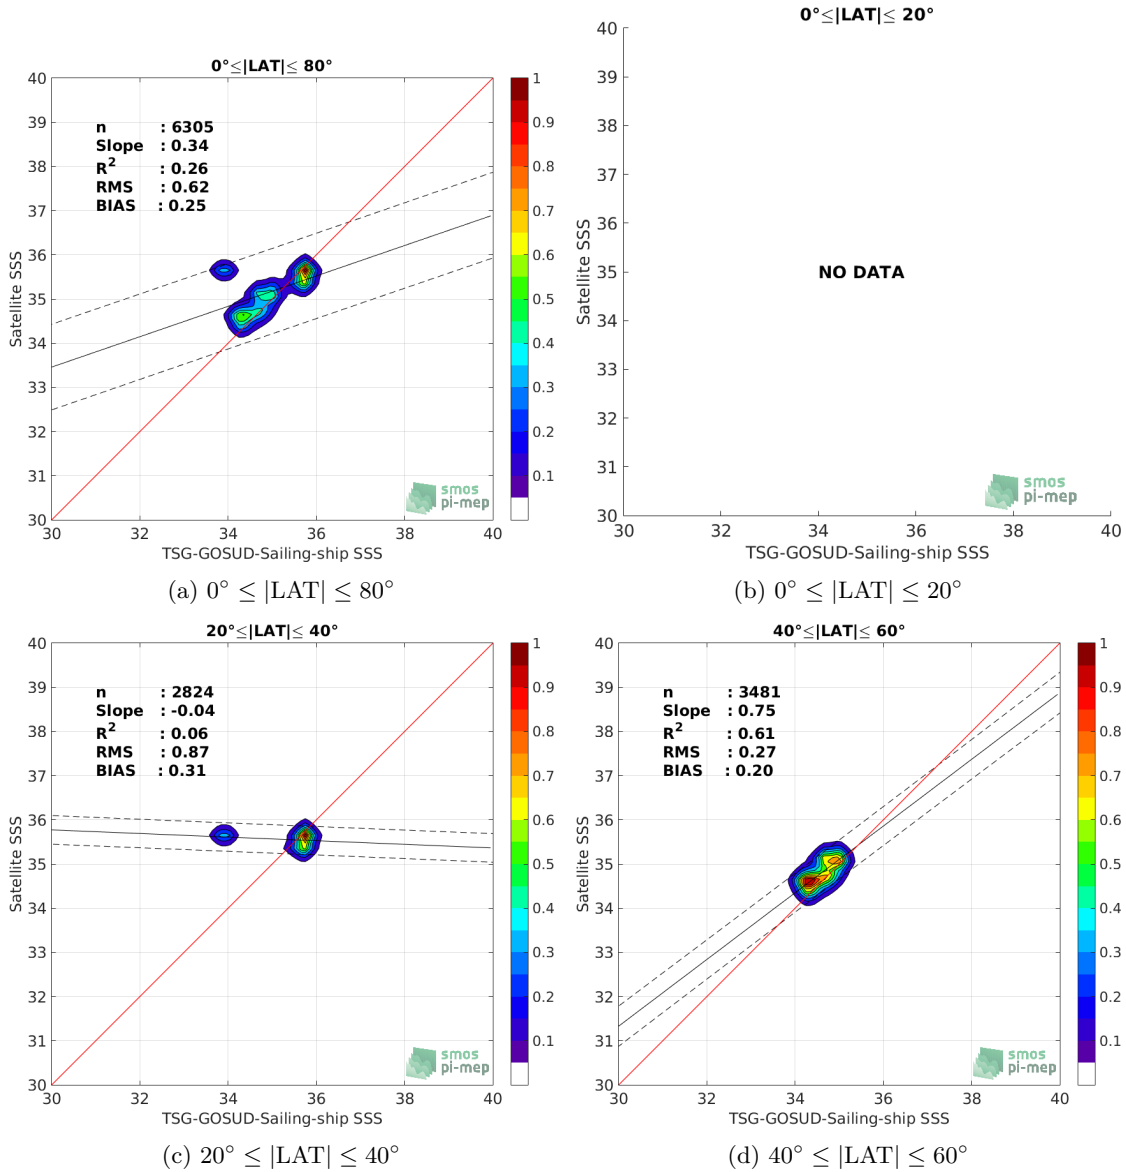 0°≤|LAT|≤ 80°
40
39
38
37
36
35
34
33
32
31
30
Satellite SSS
n : 6305
Slope : 0.34
R² : 0.26
RMS : 0.62
BIAS : 0.25
smos
pi-mep
30 32 34 36 38 40
TSG-GOSUD-Sailing-ship SSS
1
0.9
0.8
0.7
0.6
0.5
0.4
0.3
0.2
0.1
(a) 0° ≤ |LAT| ≤ 80°
0°≤|LAT|≤ 20°
40
39
38
37
36
35
34
33
32
31
30
Satellite SSS
NO DATA
smos
pi-mep
30 32 34 36 38 40
TSG-GOSUD-Sailing-ship SSS
(b) 0° ≤ |LAT| ≤ 20°
20°≤|LAT|≤ 40°
40
39
38
37
36
35
34
33
32
31
30
Satellite SSS
n : 2824
Slope : -0.04
R² : 0.06
RMS : 0.87
BIAS : 0.31
smos
pi-mep
30 32 34 36 38 40
TSG-GOSUD-Sailing-ship SSS
1
0.9
0.8
0.7
0.6
0.5
0.4
0.3
0.2
0.1
(c) 20° ≤ |LAT| ≤ 40°
40°≤|LAT|≤ 60°
40
39
38
37
36
35
34
33
32
31
30
Satellite SSS
n : 3481
Slope : 0.75
R² : 0.61
RMS : 0.27
BIAS : 0.20
smos
pi-mep
30 32 34 36 38 40
TSG-GOSUD-Sailing-ship SSS
1
0.9
0.8
0.7
0.6
0.5
0.4
0.3
0.2
0.1
(d) 40° ≤ |LAT| ≤ 60°